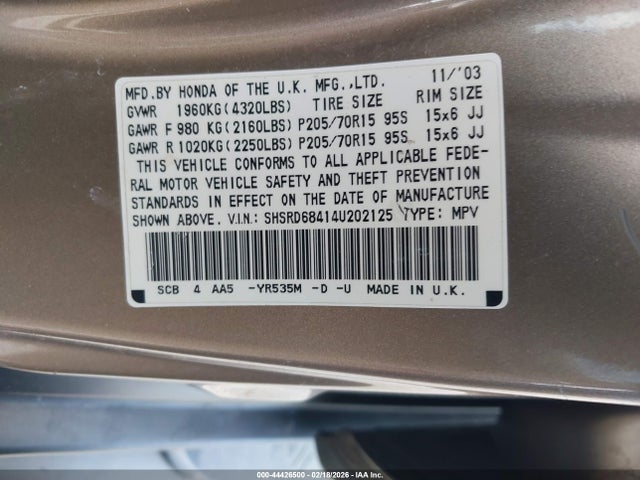 MFD.BY HONDA OF THE U.K. MFG.,LTD. 11/'03
GVWR 1960KG(4320LBS) TIRE SIZE RIM SIZE
GAWR F 980 KG(2160LBS) P205/70R15 95S 15x6 JJ
GAWR R 1020KG(2250LBS) P205/70R15 95S 15x6 JJ
THIS VEHICLE CONFORMS TO ALL APPLICABLE FEDE-
RAL MOTOR VEHICLE SAFETY AND THEFT PREVENTION
STANDARDS IN EFFECT ON THE DATE OF MANUFACTURE
SHOWN ABOVE. V.I.N.: SHSRD68414U202125 TYPE: MPV
SCB 4 AA5 -YR535M -D -U MADE IN U.K.
000-44426500 - 02/18/2026 - IAA Inc.